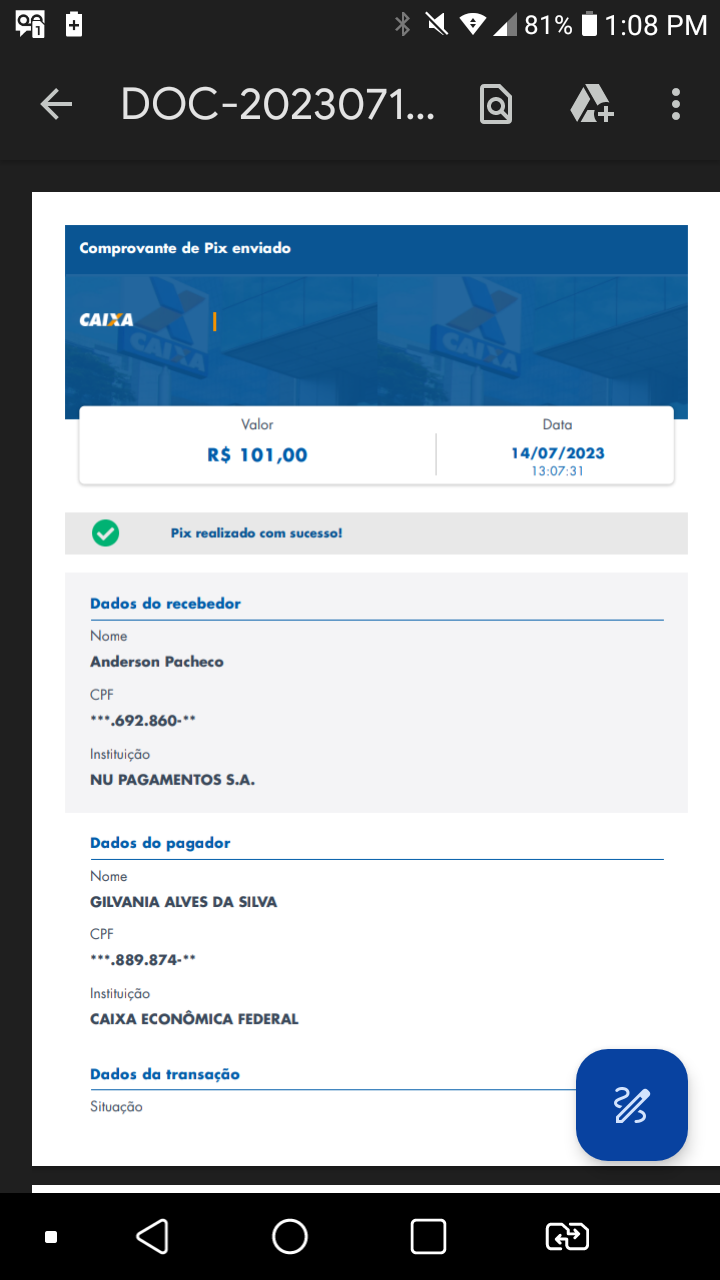 81% 1:08 PM
DOC-2023071...
Comprovante de Pix enviado
CAIXA
CAIXA
CAIXA
Valor
R$ 101,00
Data
14/07/2023
13:07:31
Pix realizado com sucesso!
Dados do recebedor
Nome
Anderson Pacheco
CPF
***.692.860-**
Instituição
NU PAGAMENTOS S.A.
Dados do pagador
Nome
GILVANIA ALVES DA SILVA
CPF
***.889.874-**
Instituição
CAIXA ECONÔMICA FEDERAL
Dados da transação
Situação